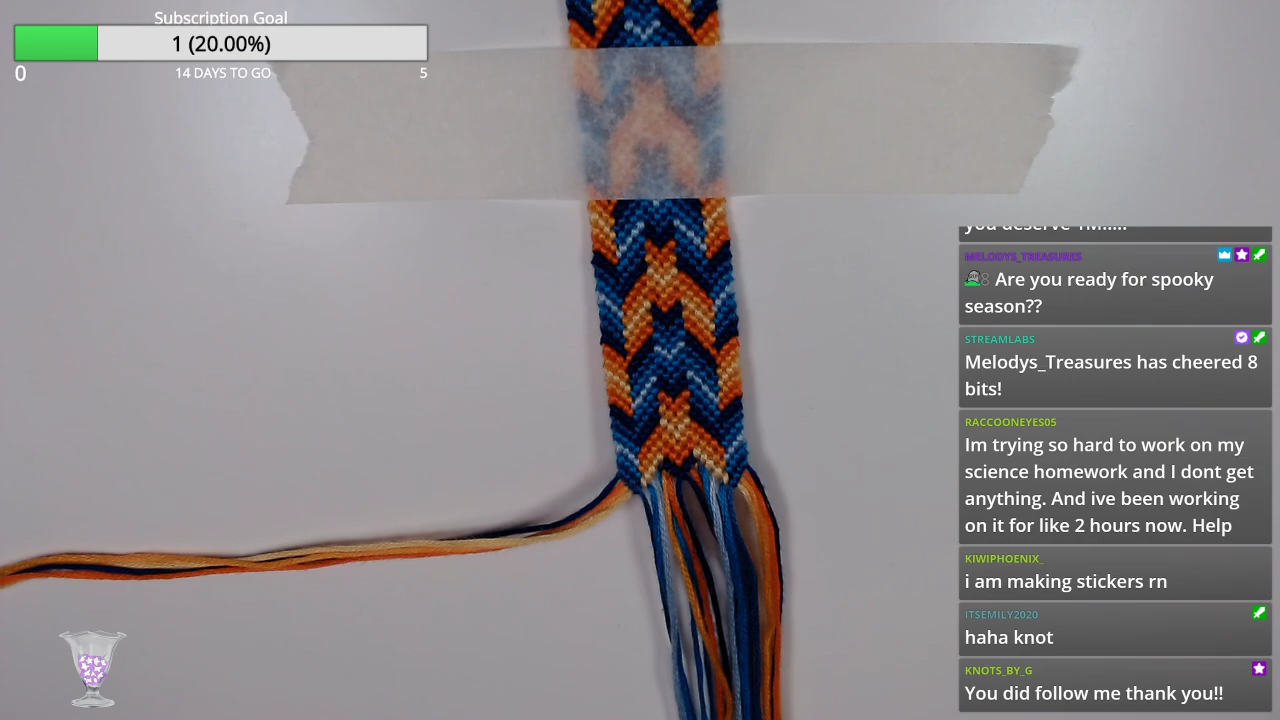 Subscription Goal
1 (20.00%)
0
14 DAYS TO GO
5
MELODYS_TREASURES
8 Are you ready for spooky
season??
STREAMLABS
Melodys_Treasures has cheered 8
bits!
RACCOONEYES05
Im trying so hard to work on my
science homework and I dont get
anything. And ive been working
on it for like 2 hours now. Help
KIWIPHOENIX_
i am making stickers rn
ITSEMILY2020
haha knot
KNOTS_BY_G
You did follow me thank you!!